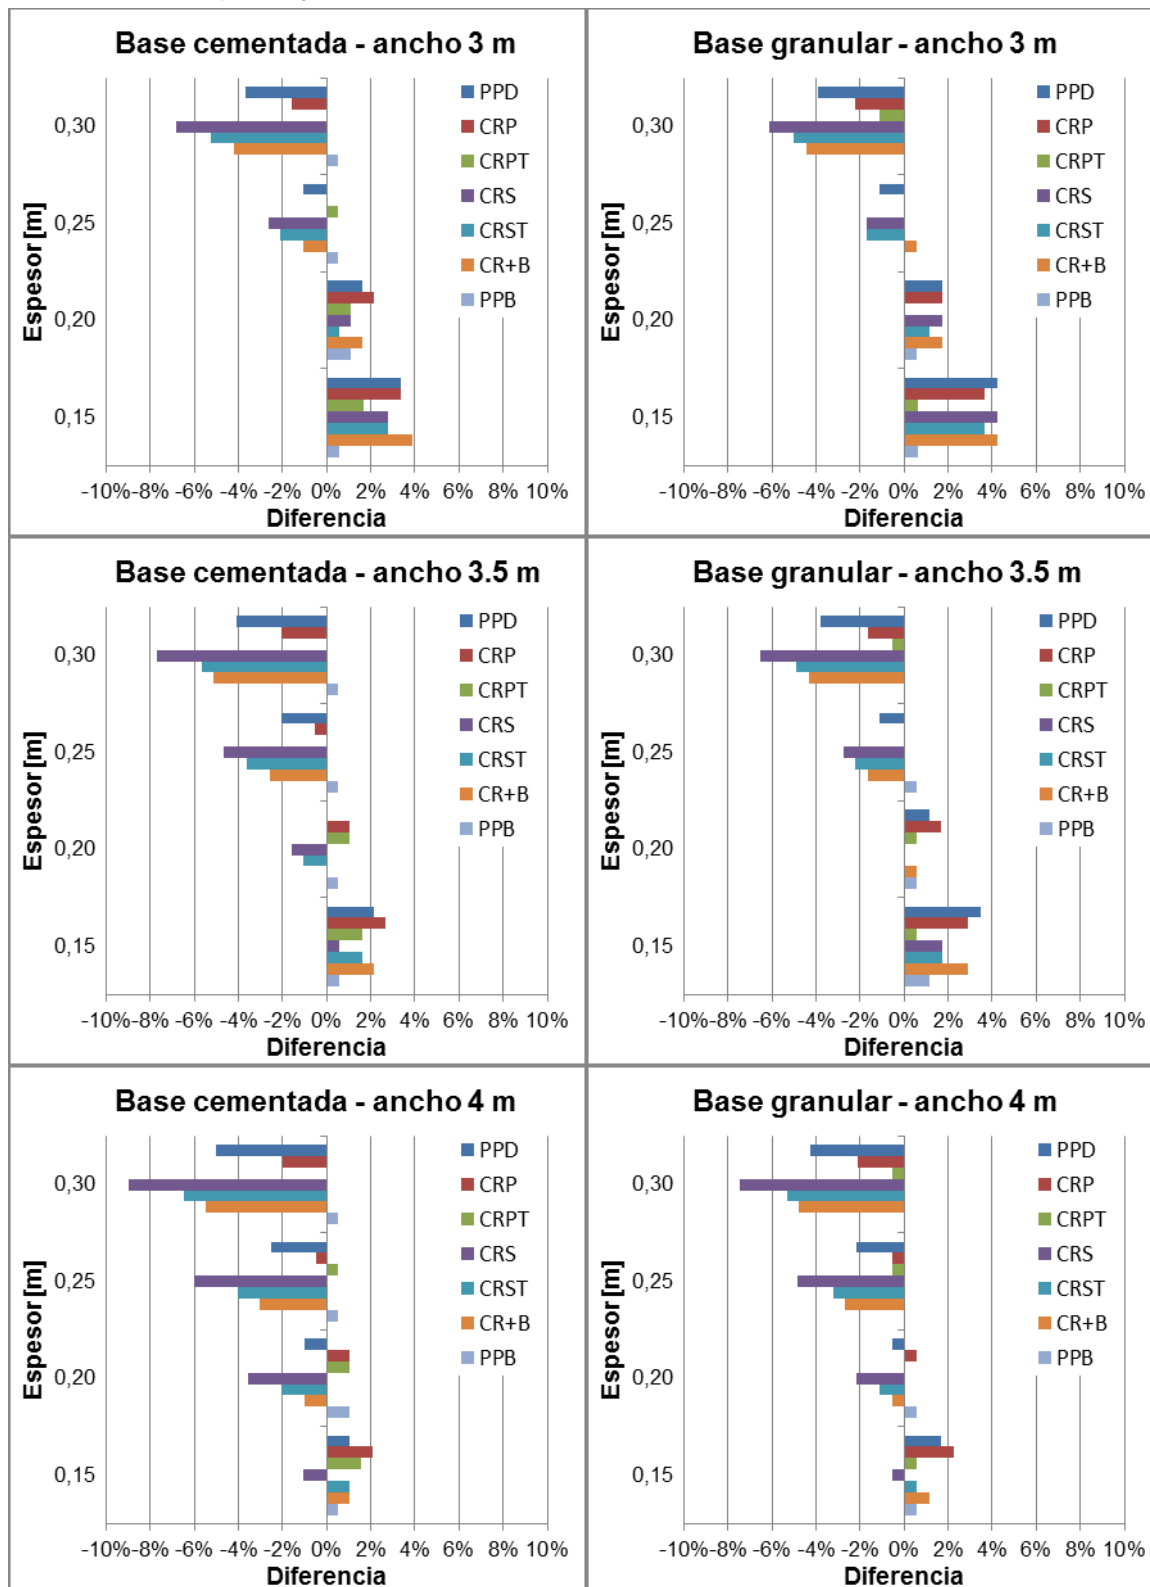 Base cementada - ancho 3 m
Espesor [m]
0,30
0,25
0,20
0,15
PPD
CRP
CRPT
CRS
CRST
CR+B
PPB
-10% -8% -6% -4% -2% 0% 2% 4% 6% 8% 10%
Diferencia
Base granular - ancho 3 m
Espesor [m]
0,30
0,25
0,20
0,15
PPD
CRP
CRPT
CRS
CRST
CR+B
PPB
-10% -8% -6% -4% -2% 0% 2% 4% 6% 8% 10%
Diferencia
Base cementada - ancho 3.5 m
Espesor [m]
0,30
0,25
0,20
0,15
PPD
CRP
CRPT
CRS
CRST
CR+B
PPB
-10% -8% -6% -4% -2% 0% 2% 4% 6% 8% 10%
Diferencia
Base granular - ancho 3.5 m
Espesor [m]
0,30
0,25
0,20
0,15
PPD
CRP
CRPT
CRS
CRST
CR+B
PPB
-10% -8% -6% -4% -2% 0% 2% 4% 6% 8% 10%
Diferencia
Base cementada - ancho 4 m
Espesor [m]
0,30
0,25
0,20
0,15
PPD
CRP
CRPT
CRS
CRST
CR+B
PPB
-10% -8% -6% -4% -2% 0% 2% 4% 6% 8% 10%
Diferencia
Base granular - ancho 4 m
Espesor [m]
0,30
0,25
0,20
0,15
PPD
CRP
CRPT
CRS
CRST
CR+B
PPB
-10% -8% -6% -4% -2% 0% 2% 4% 6% 8% 10%
Diferencia